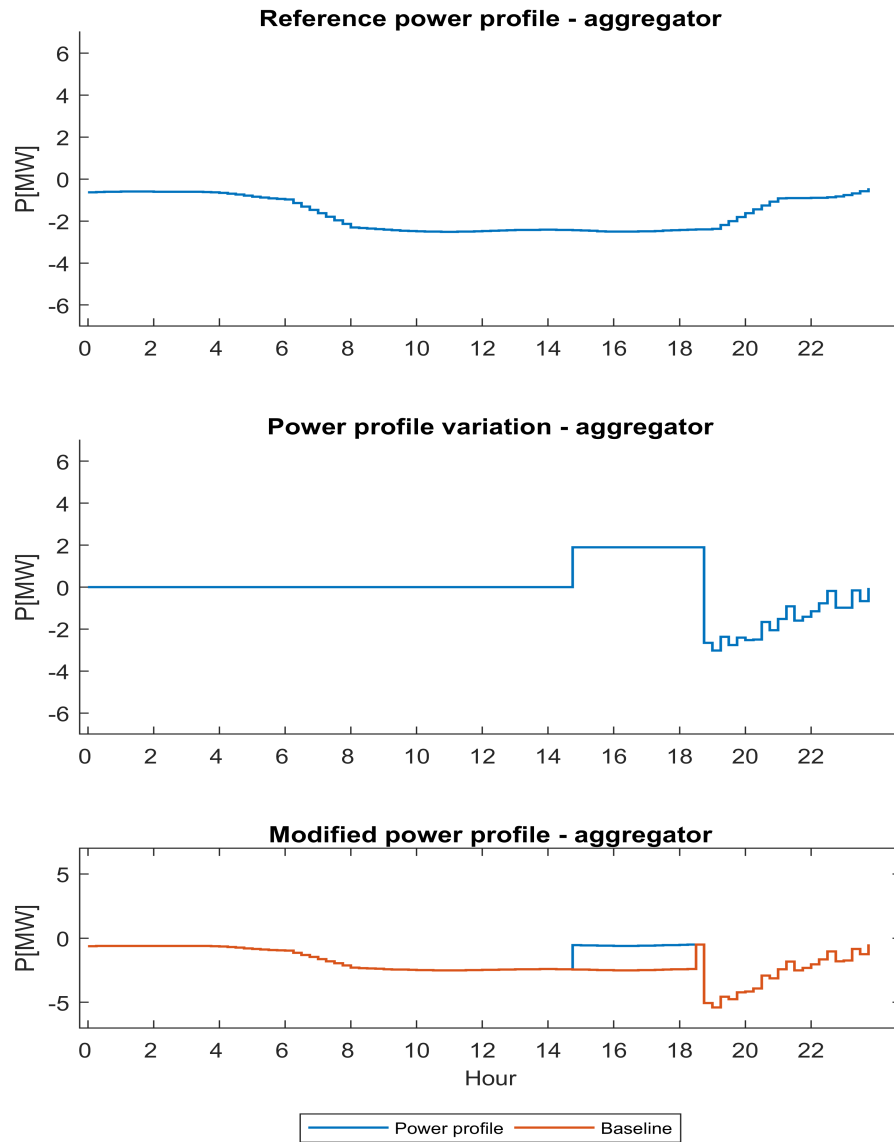 Reference power profile - aggregator
6
4
2
0
-2
-4
-6
P[MW]
0 2 4 6 8 10 12 14 16 18 20 22
Power profile variation - aggregator
6
4
2
0
-2
-4
-6
P[MW]
0 2 4 6 8 10 12 14 16 18 20 22
Modified power profile - aggregator
5
0
-5
P[MW]
0 2 4 6 8 10 12 14 16 18 20 22
Hour
Power profile Baseline